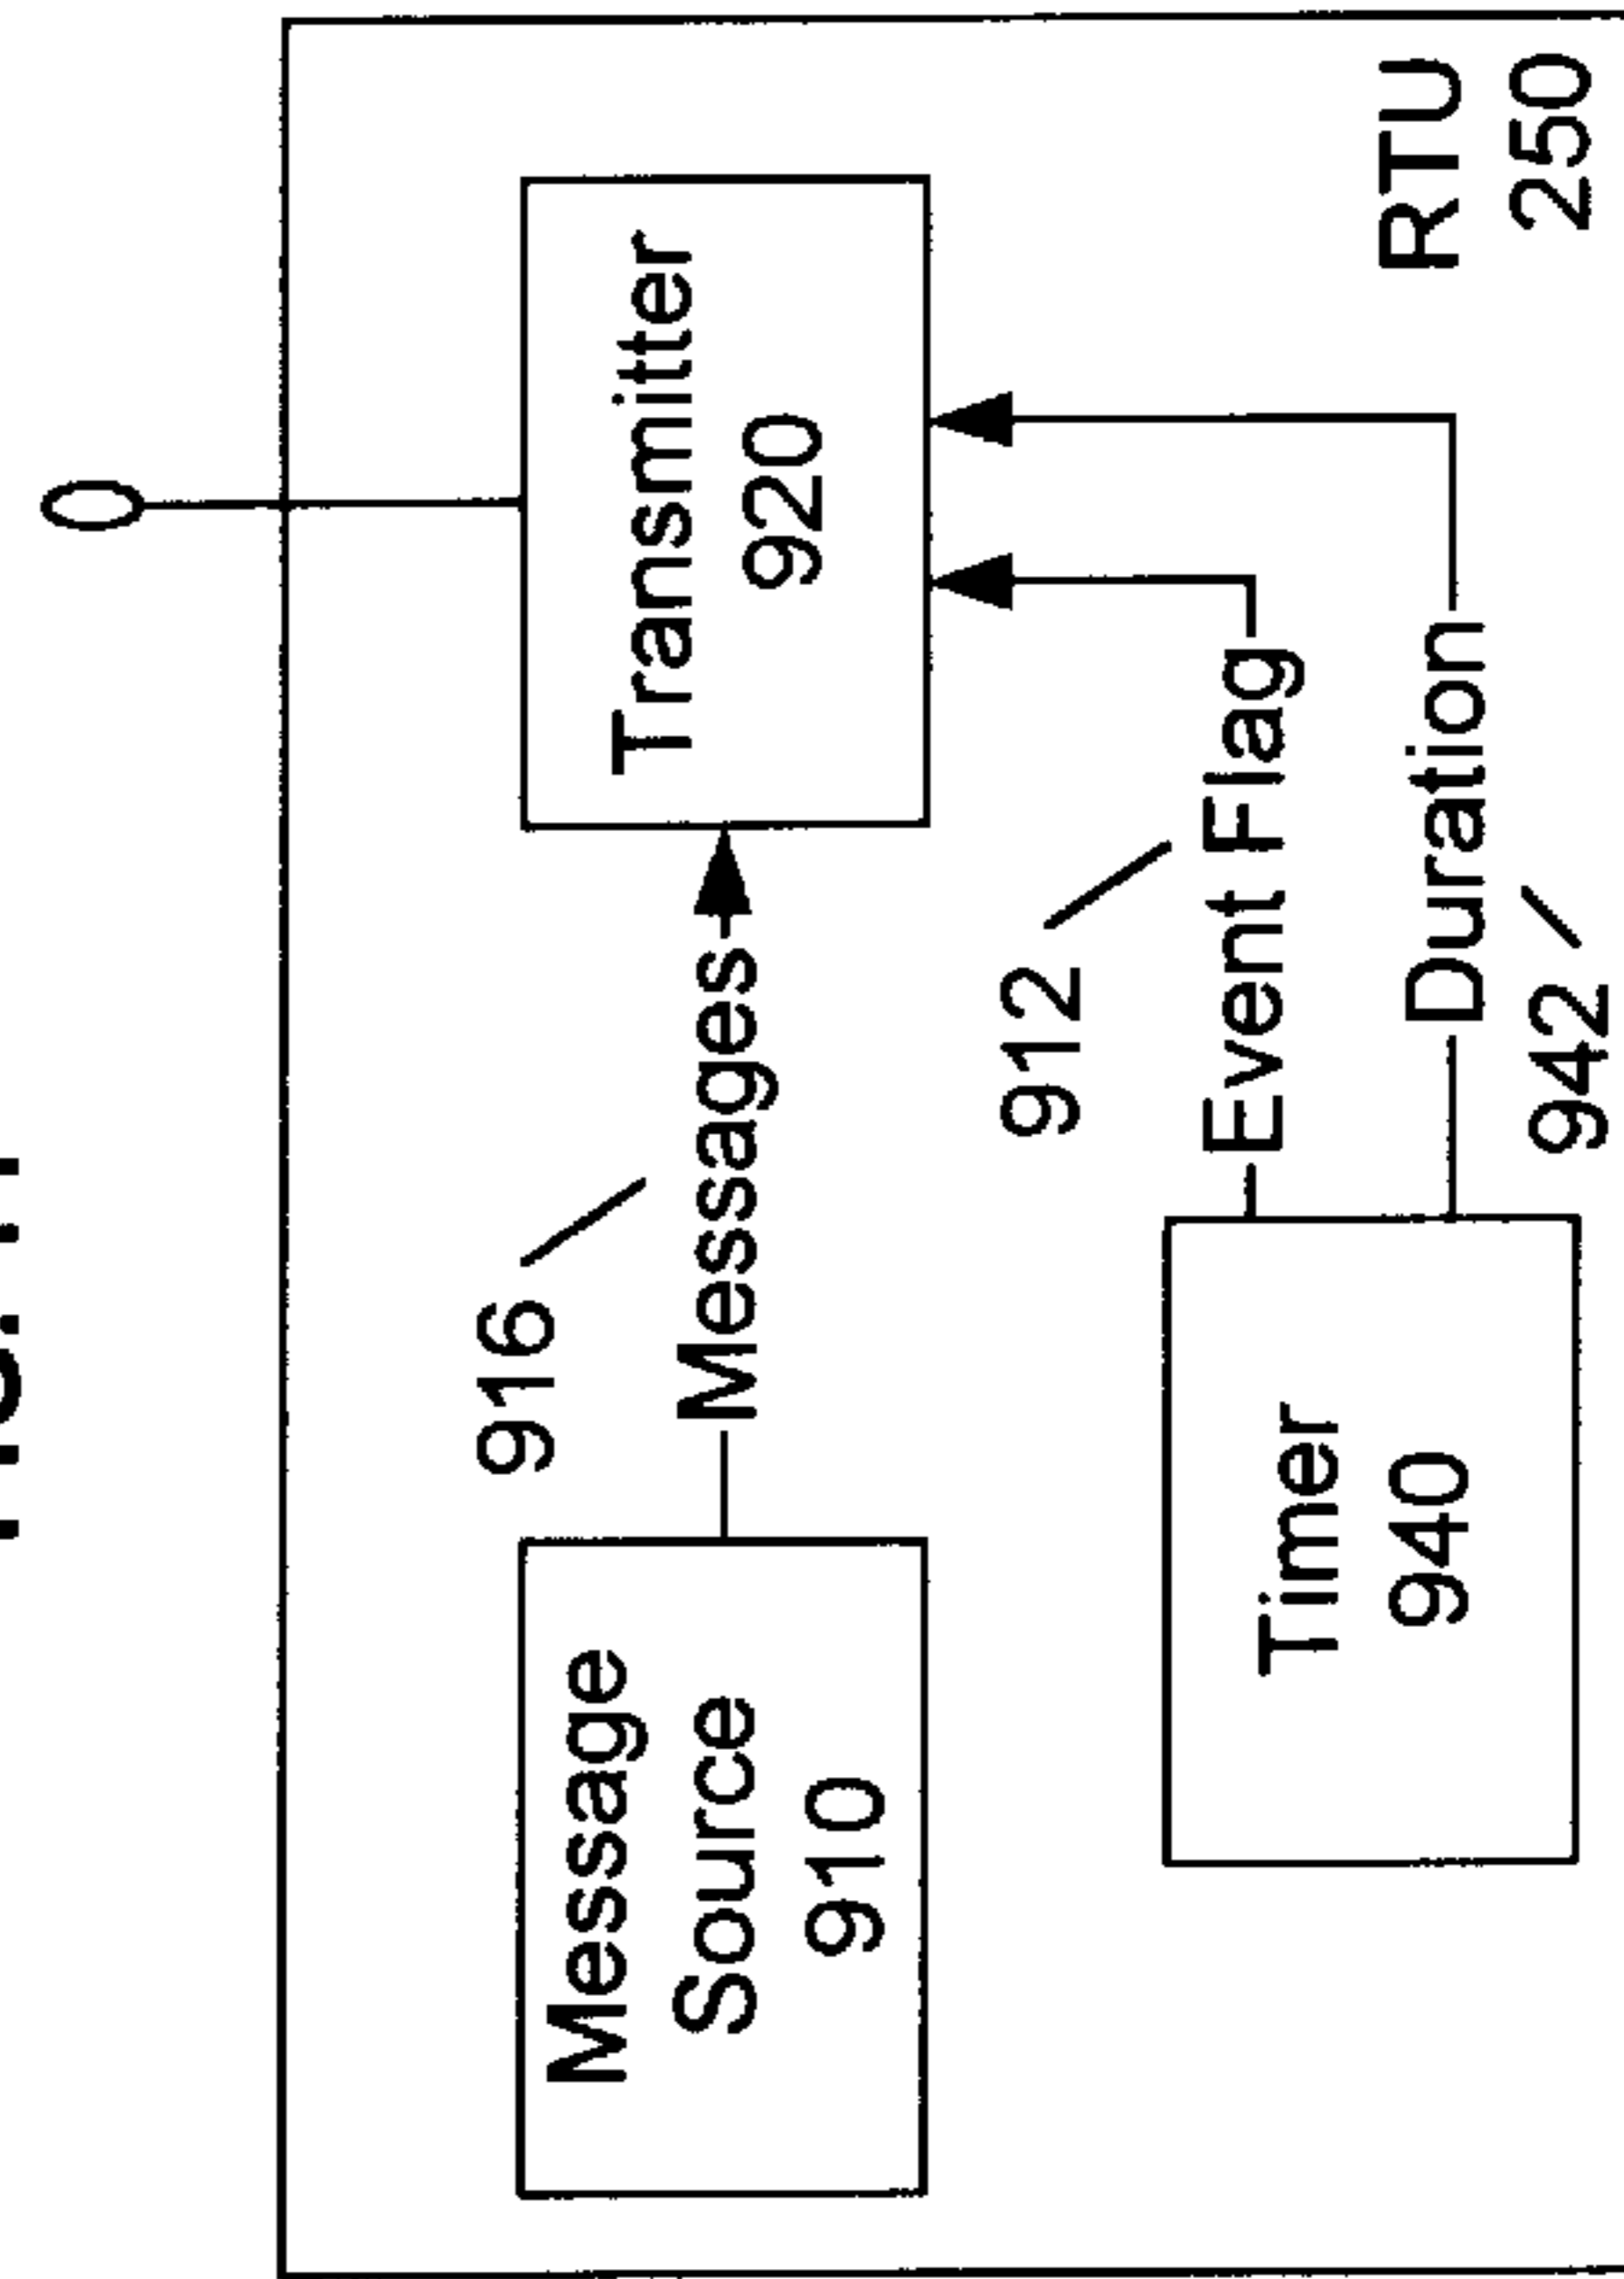 916
Message
Source
910
Messages
Transmitter
920
912
Event Flag
Timer
940
Duration
942
RTU
250